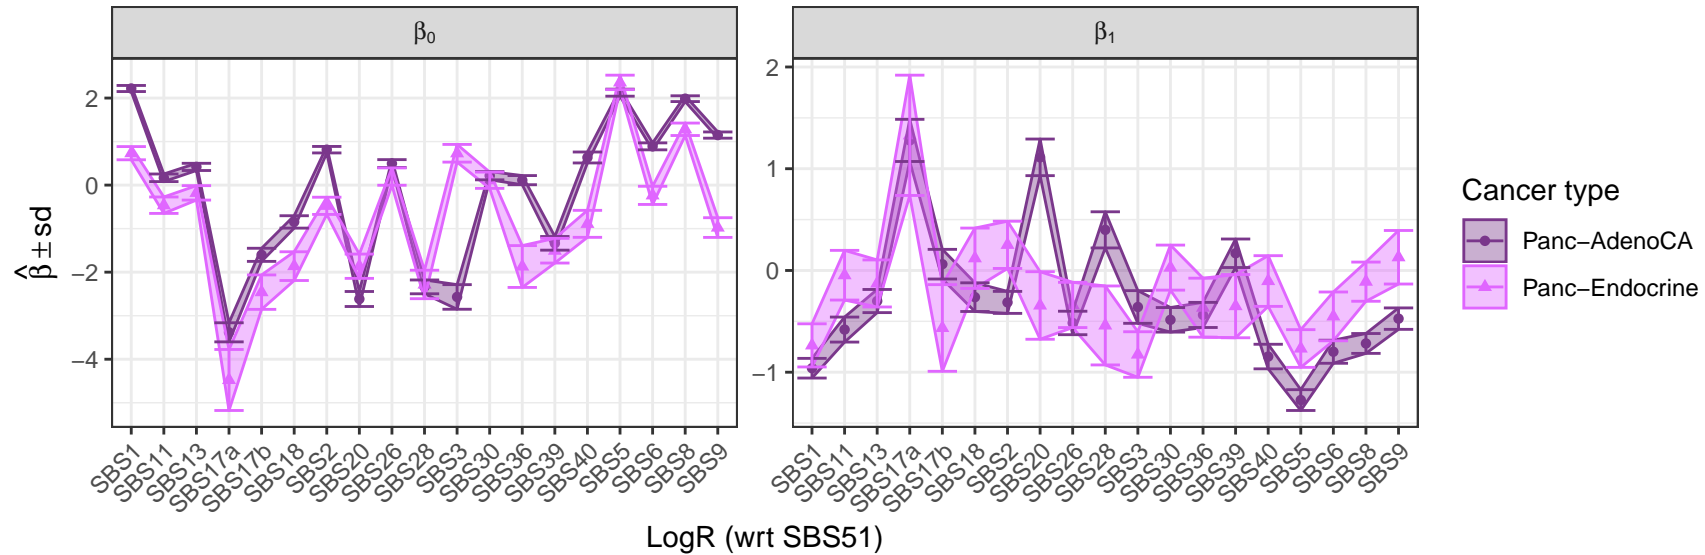 β₀
β₁
β̂ ± sd
2
0
−2
−4
2
1
0
−1
SBS1 SBS11 SBS13 SBS17a SBS17b SBS18 SBS2 SBS20 SBS26 SBS28 SBS3 SBS30 SBS36 SBS39 SBS40 SBS5 SBS6 SBS8 SBS9
SBS1 SBS11 SBS13 SBS17a SBS17b SBS18 SBS2 SBS20 SBS26 SBS28 SBS3 SBS30 SBS36 SBS39 SBS40 SBS5 SBS6 SBS8 SBS9
LogR (wrt SBS51)
Cancer type
Panc−AdenoCA
Panc−Endocrine